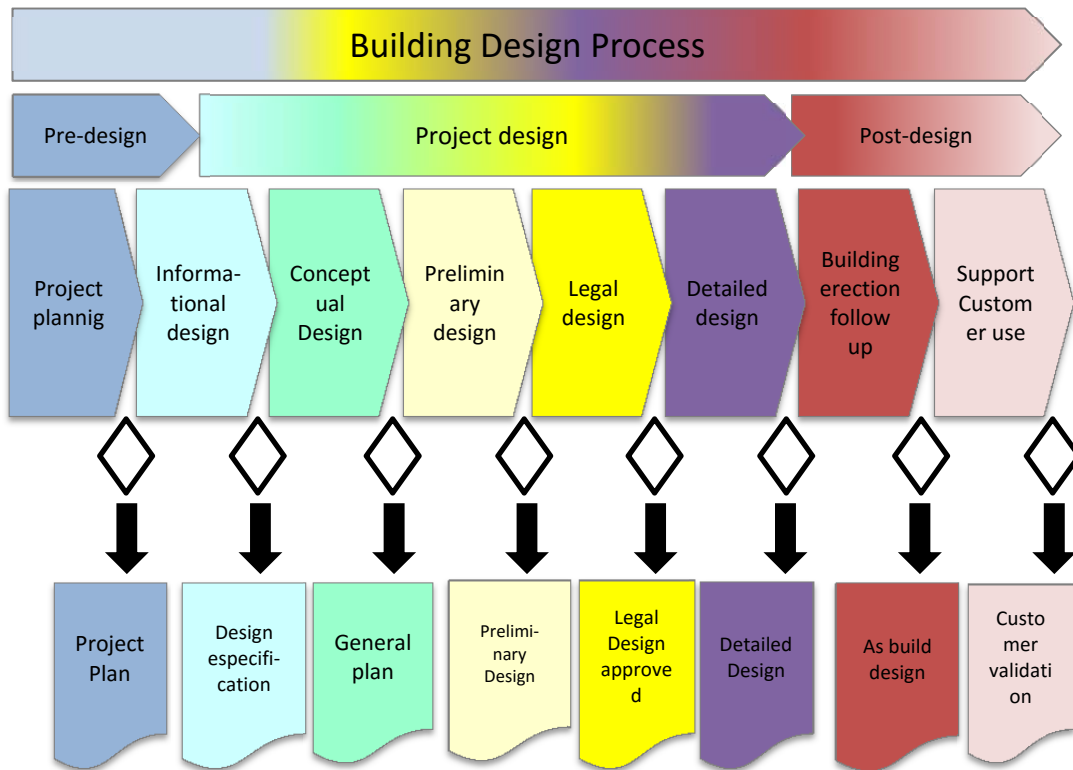 Building Design Process
Pre-design
Project design
Post-design
Project
plannig
Informa-
tional
design
Concept
ual
Design
Prelimin
ary
design
Legal
design
Detailed
design
Building
erection
follow
up
Support
Custom
er use
Project
Plan
Design
especifi-
cation
General
plan
Prelimi-
nary
Design
Legal
Design
approve
d
Detailed
Design
As build
design
Custo
mer
validati
on